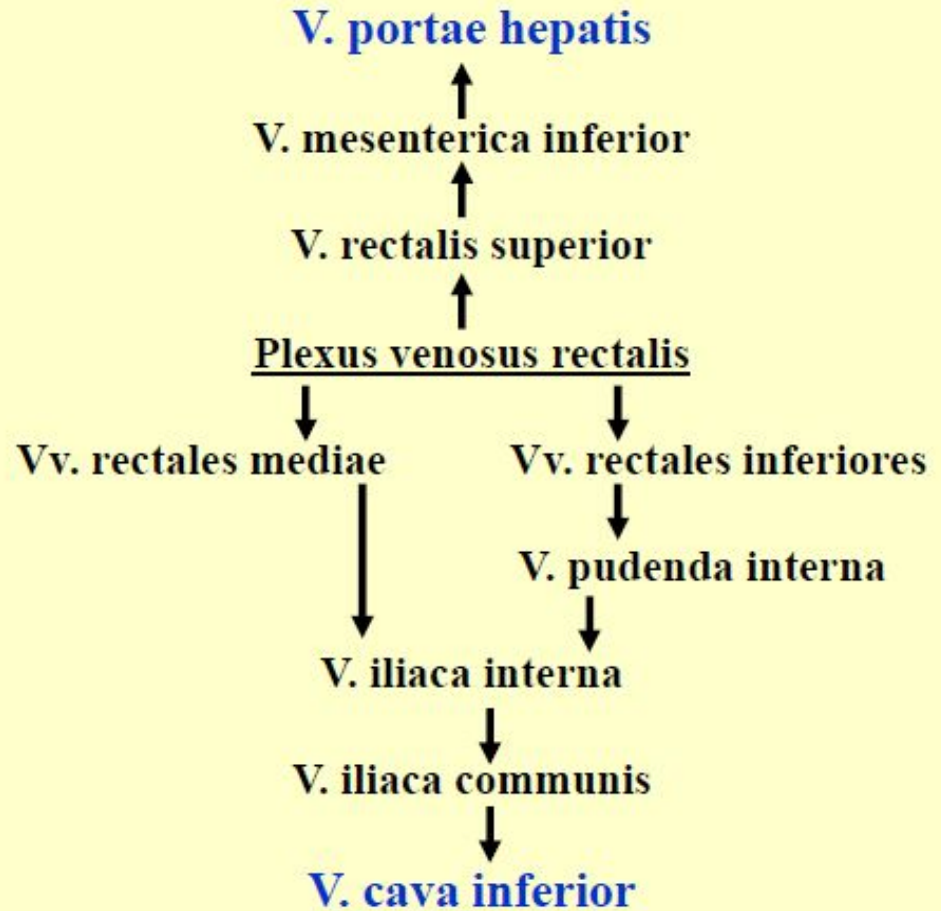 V. portae hepatis
V. mesenterica inferior
V. rectalis superior
Plexus venosus rectalis
Vv. rectales mediae
Vv. rectales inferiores
V. pudenda interna
V. iliaca interna
V. iliaca communis
V. cava inferior